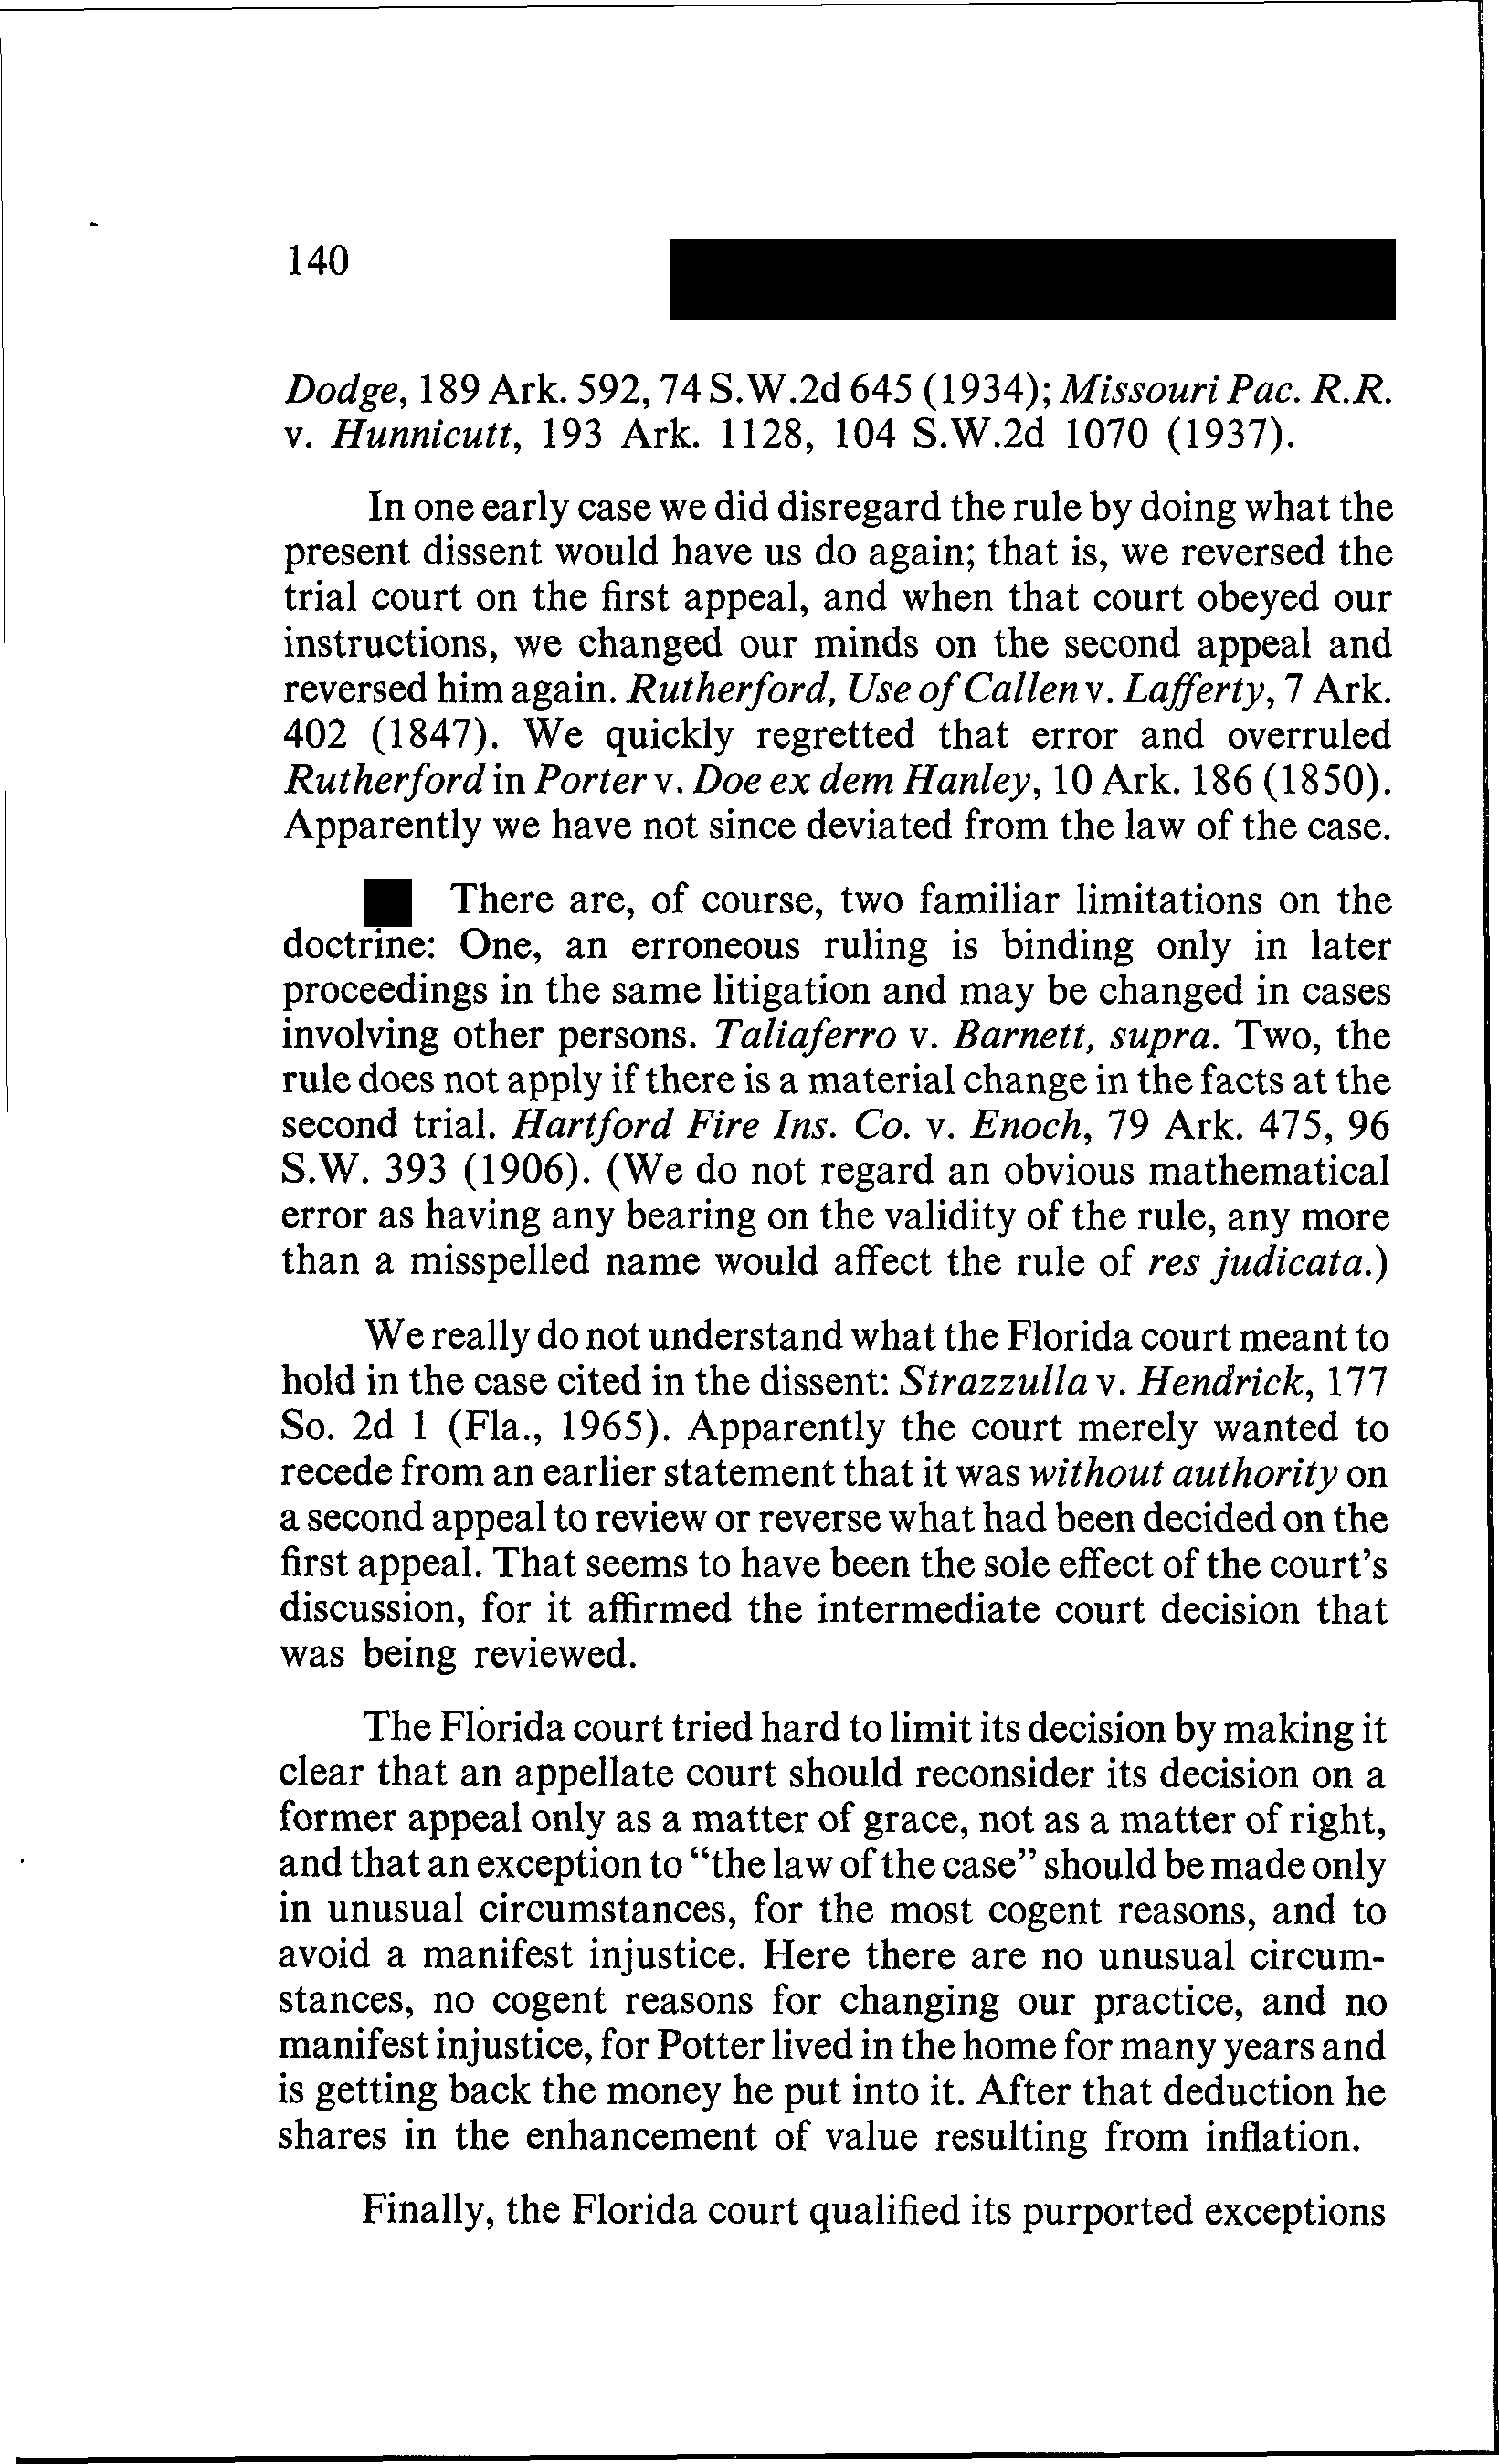 140
Dodge, 189 Ark. 592, 74 S.W.2d 645 (1934); Missouri Pac. R.R.
v. Hunnicutt, 193 Ark. 1128, 104 S.W.2d 1070 (1937).
In one early case we did disregard the rule by doing what the
present dissent would have us do again; that is, we reversed the
trial court on the first appeal, and when that court obeyed our
instructions, we changed our minds on the second appeal and
reversed him again. Rutherford, Use of Callen v. Lafferty, 7 Ark.
402 (1847). We quickly regretted that error and overruled
Rutherford in Porter v. Doe ex dem Hanley, 10 Ark. 186 (1850).
Apparently we have not since deviated from the law of the case.
There are, of course, two familiar limitations on the
doctrine: One, an erroneous ruling is binding only in later
proceedings in the same litigation and may be changed in cases
involving other persons. Taliaferro v. Barnett, supra. Two, the
rule does not apply if there is a material change in the facts at the
second trial. Hartford Fire Ins. Co. v. Enoch, 79 Ark. 475, 96
S.W. 393 (1906). (We do not regard an obvious mathematical
error as having any bearing on the validity of the rule, any more
than a misspelled name would affect the rule of res judicata.)
We really do not understand what the Florida court meant to
hold in the case cited in the dissent: Strazzulla v. Hendrick, 177
So. 2d 1 (Fla., 1965). Apparently the court merely wanted to
recede from an earlier statement that it was without authority on
a second appeal to review or reverse what had been decided on the
first appeal. That seems to have been the sole effect of the court's
discussion, for it affirmed the intermediate court decision that
was being reviewed.
The Florida court tried hard to limit its decision by making it
clear that an appellate court should reconsider its decision on a
former appeal only as a matter of grace, not as a matter of right,
and that an exception to "the law of the case" should be made only
in unusual circumstances, for the most cogent reasons, and to
avoid a manifest injustice. Here there are no unusual circum-
stances, no cogent reasons for changing our practice, and no
manifest injustice, for Potter lived in the home for many years and
is getting back the money he put into it. After that deduction he
shares in the enhancement of value resulting from inflation.
Finally, the Florida court qualified its purported exceptions